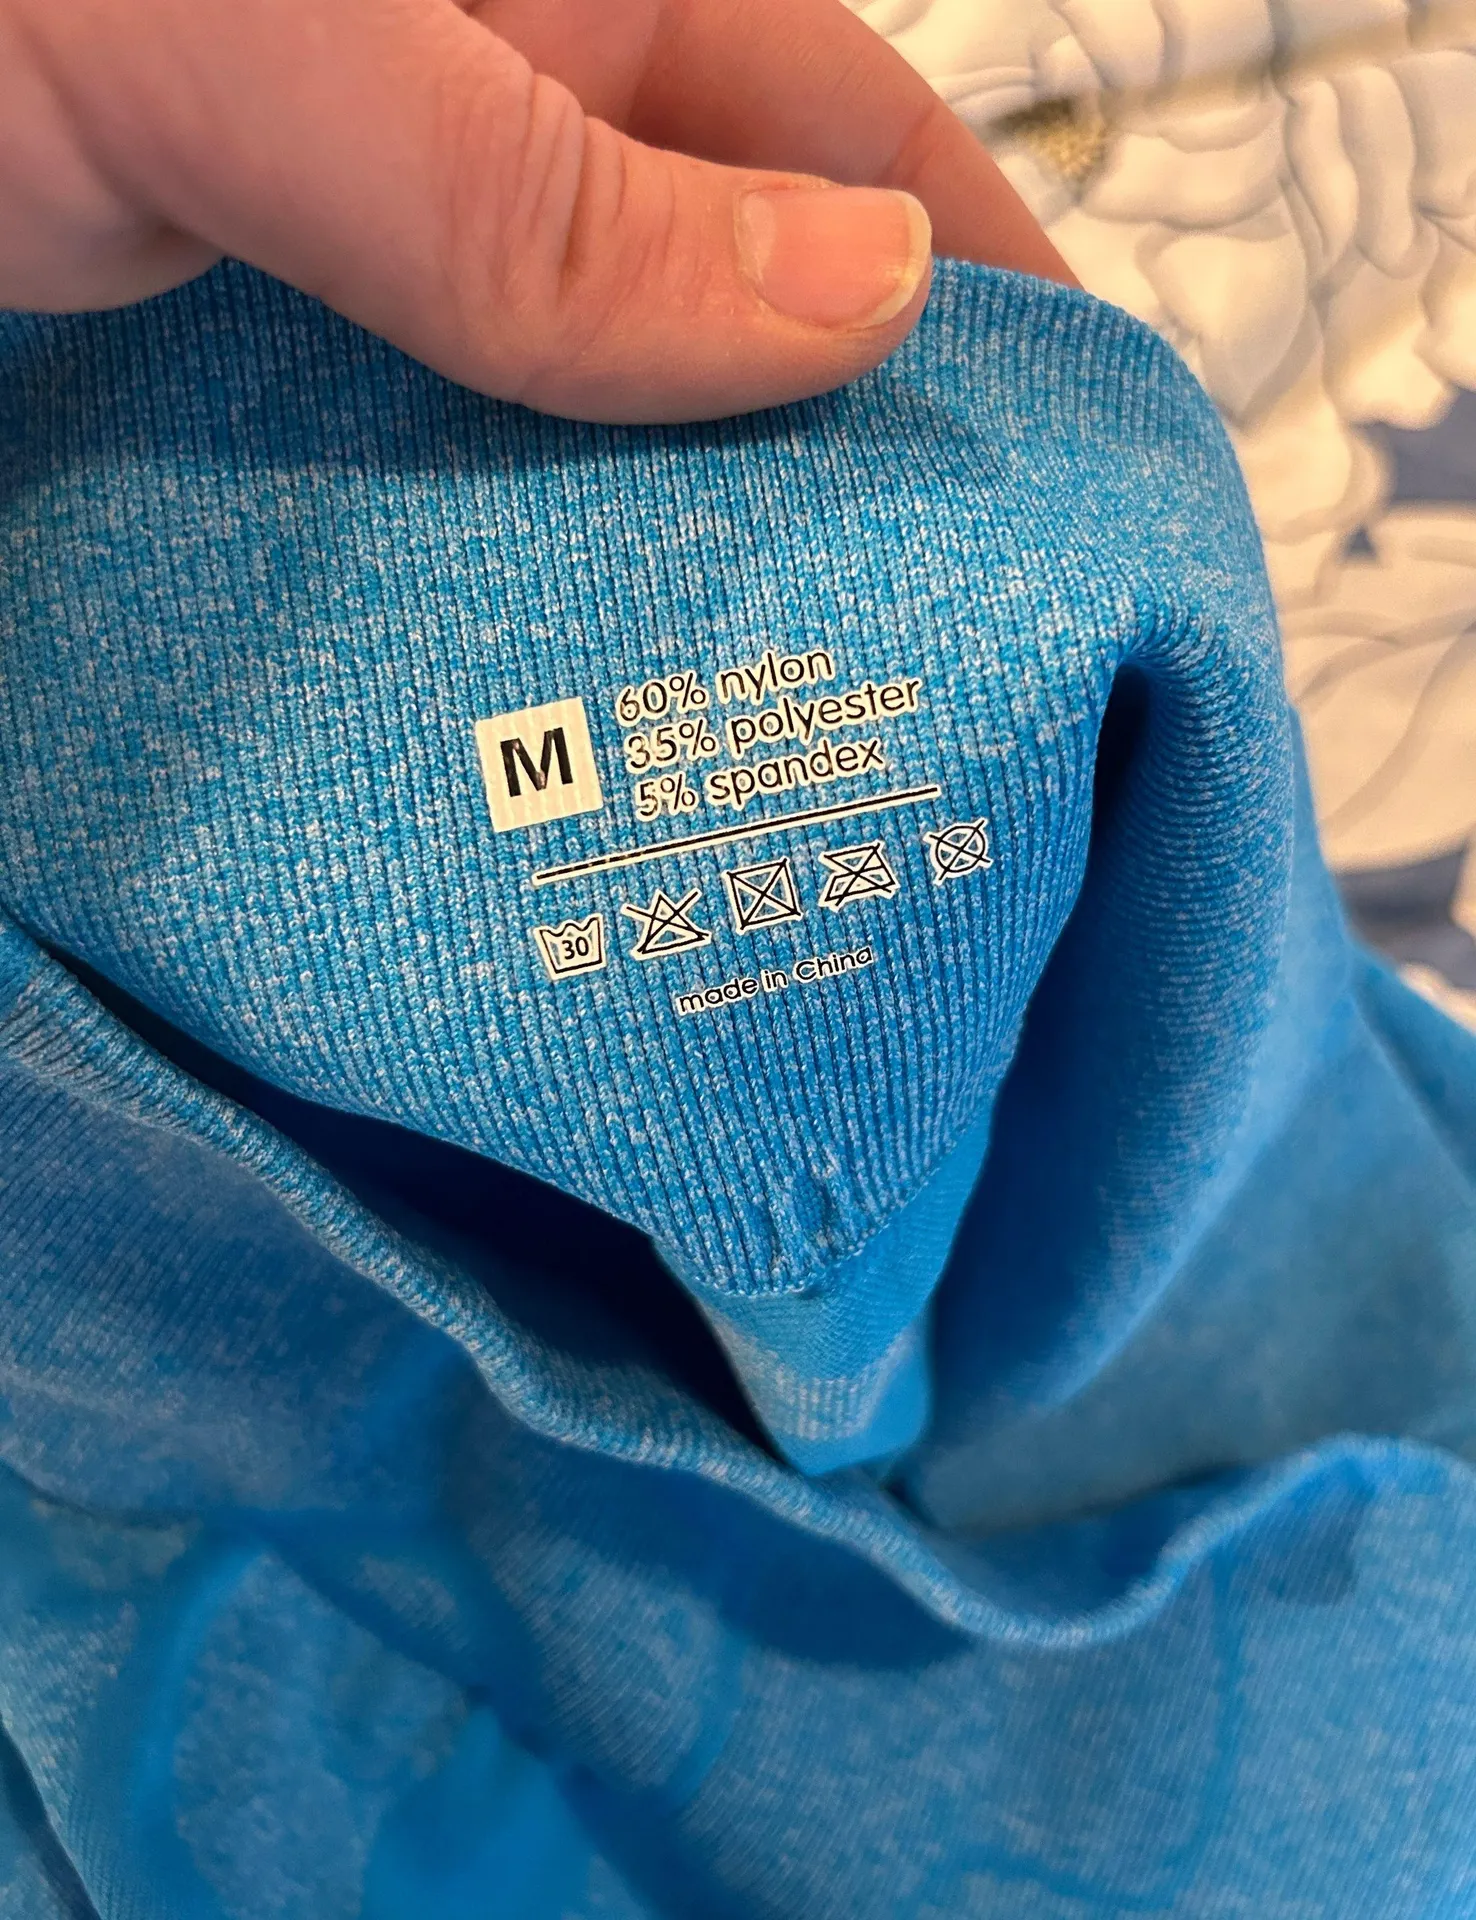 M
60% nylon
35% polyester
5% spandex
30
made in China